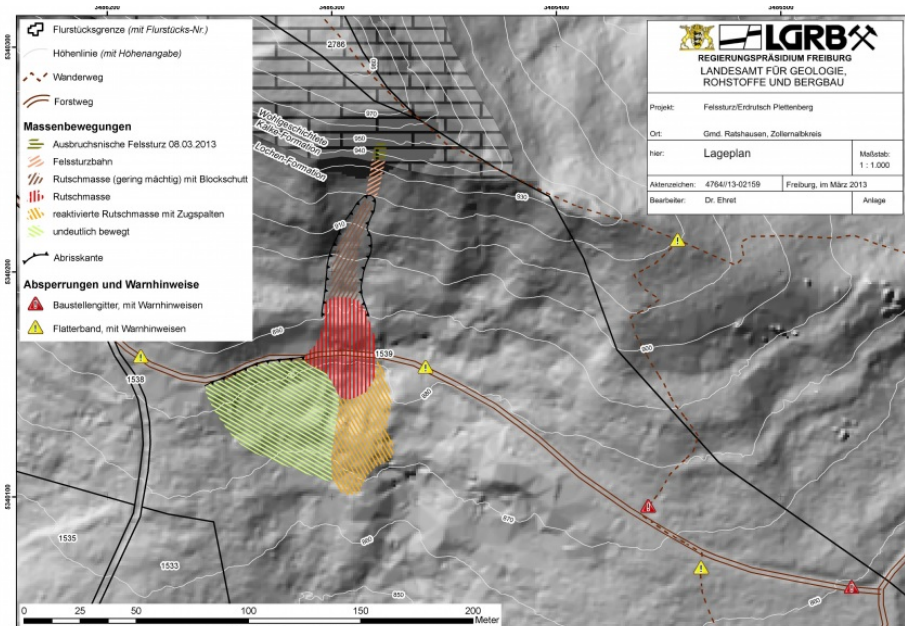 Flurstücksgrenze (mit Flurstücks-Nr.)
Höhenlinie (mit Höhenangabe)
Wanderweg
Forstweg
Massenbewegungen
Ausbruchsnische Felssturz 08.03.2013
Felssturzbahn
Rutschmasse (gering mächtig) mit Blockschutt
Rutschmasse
reaktivierte Rutschmasse mit Zugspalten
undeutlich bewegt
Abrisskante
Absperrungen und Warnhinweise
Baustellengitter, mit Warnhinweisen
Flatterband, mit Warnhinweisen
LGRB
REGIERUNGSPRÄSIDIUM FREIBURG
LANDESAMT FÜR GEOLOGIE,
ROHSTOFFE UND BERGBAU
Projekt: Felssturz/Erdrutsch Plettenberg
Ort: Gmd. Ratshausen, Zollernalbkreis
hier: Lageplan
Maßstab:
1 : 1.000
Aktenzeichen: 4764//13-02159
Freiburg, im März 2013
Bearbeiter: Dr. Ehret
Anlage
5340300
5340200
5340100
2786
980
970
950
940
Wohlgeschichtete
Kalke-Formation
Lochen-Formation
930
910
900
890
1539
1538
880
870
860
1535
1533
850
860
0 25 50 100 150 200
Meter